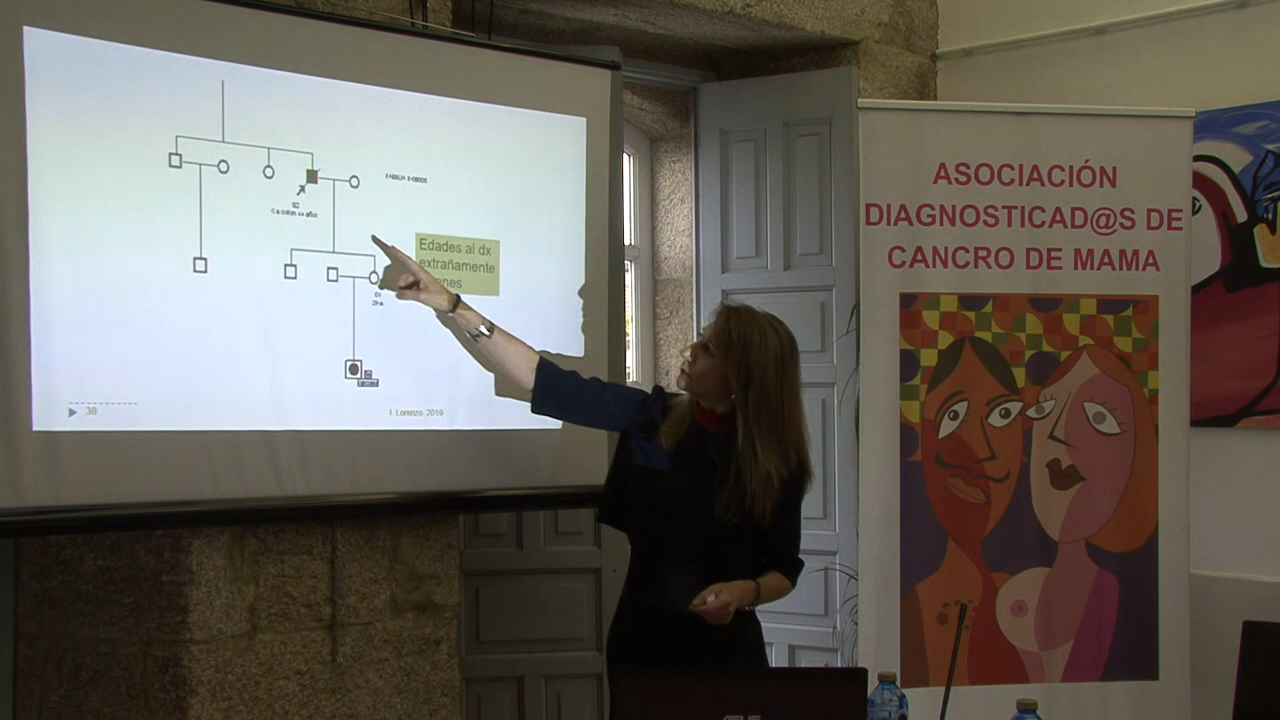 Ca colon 44 años
Edades al dx
extrañamente
38
I. Lorenzo. 2019
ASOCIACIÓN
DIAGNOSTICAD@S DE
CANCRO DE MAMA